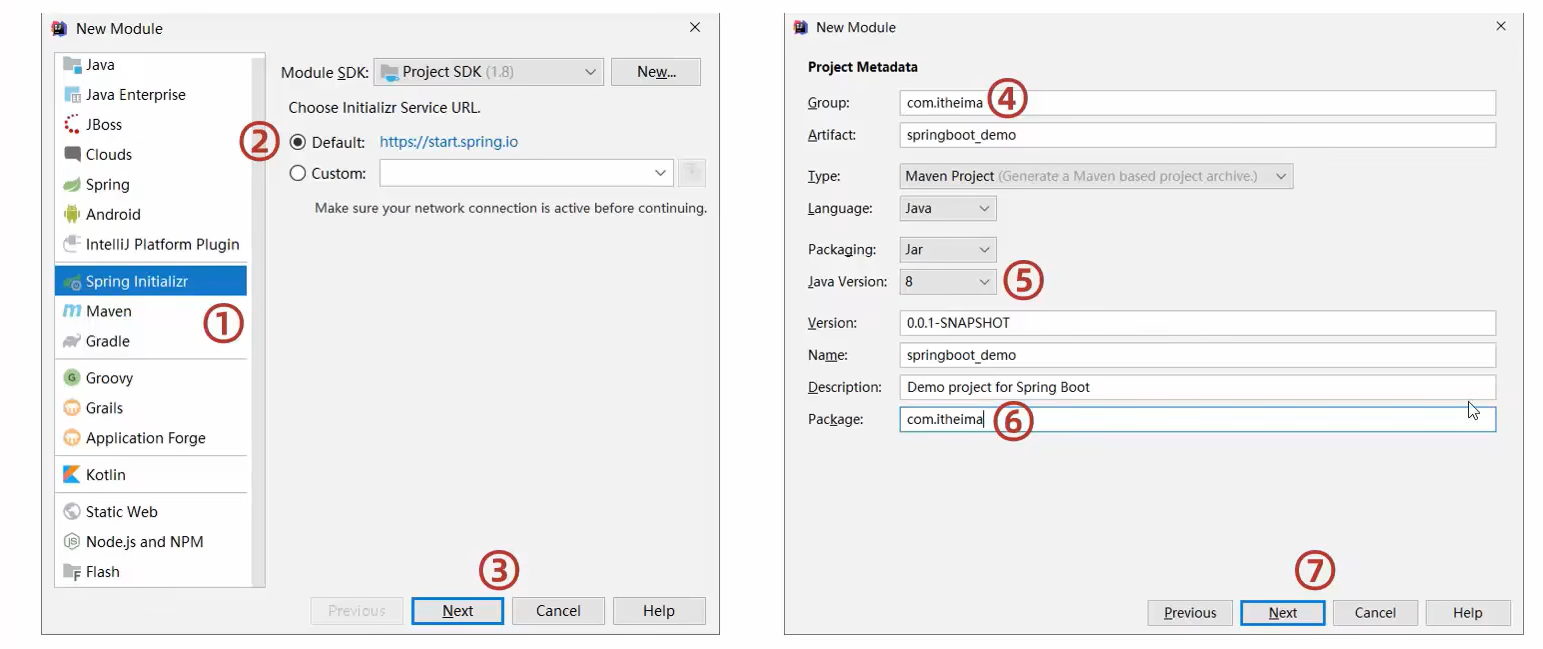 New Module
Java
Java Enterprise
JBoss
Clouds
Spring
Android
IntelliJ Platform Plugin
Spring Initializr
Maven
Gradle
Groovy
Grails
Application Forge
Kotlin
Static Web
Node.js and NPM
Flash
①
Module SDK: Project SDK (1.8) New...
Choose Initializr Service URL.
② Default: https://start.spring.io
Custom:
Make sure your network connection is active before continuing.
③
Previous Next Cancel Help
New Module
Project Metadata
Group: com.itheima ④
Artifact: springboot_demo
Type: Maven Project (Generate a Maven based project archive.)
Language: Java
Packaging: Jar
Java Version: 8 ⑤
Version: 0.0.1-SNAPSHOT
Name: springboot_demo
Description: Demo project for Spring Boot
Package: com.itheima ⑥
⑦
Previous Next Cancel Help